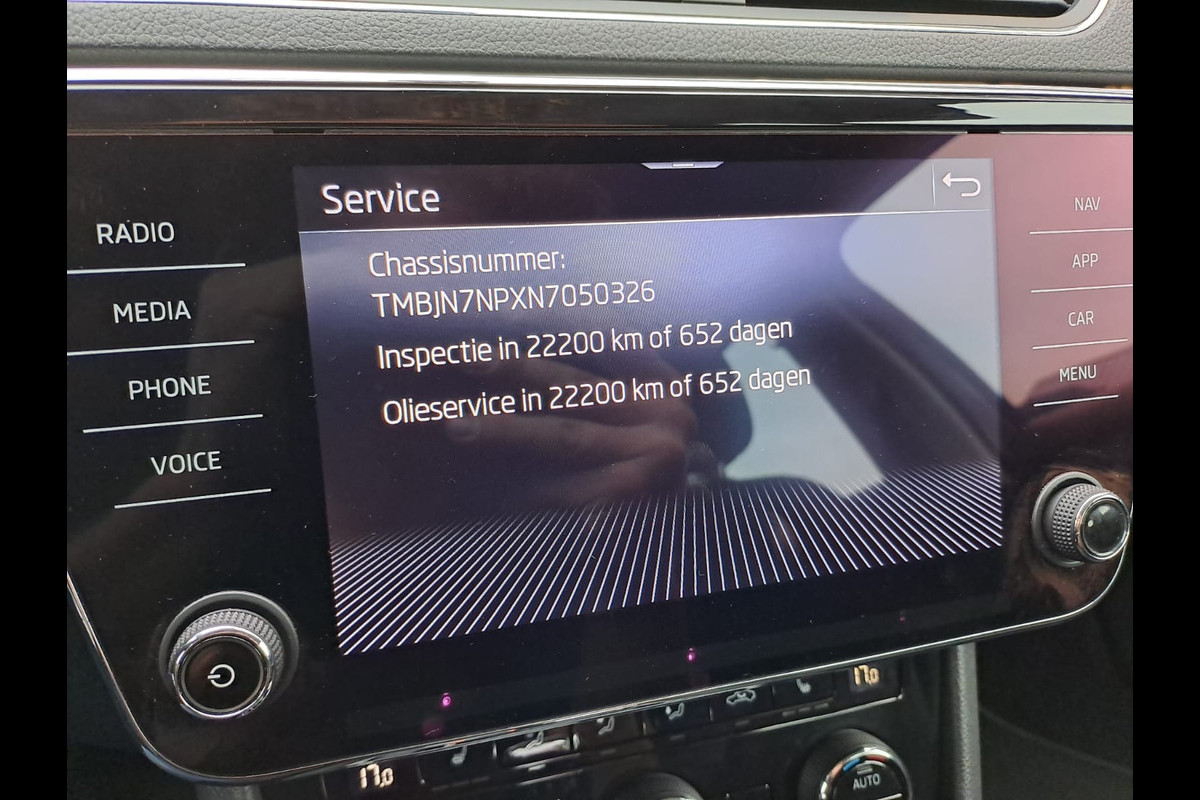 Service
RADIO
MEDIA
PHONE
VOICE
Chassisnummer:
TMBJN7NPXN7050326
Inspectie in 22200 km of 652 dagen
Olieservice in 22200 km of 652 dagen
NAV
APP
CAR
MENU
17.0
17.0
AUTO